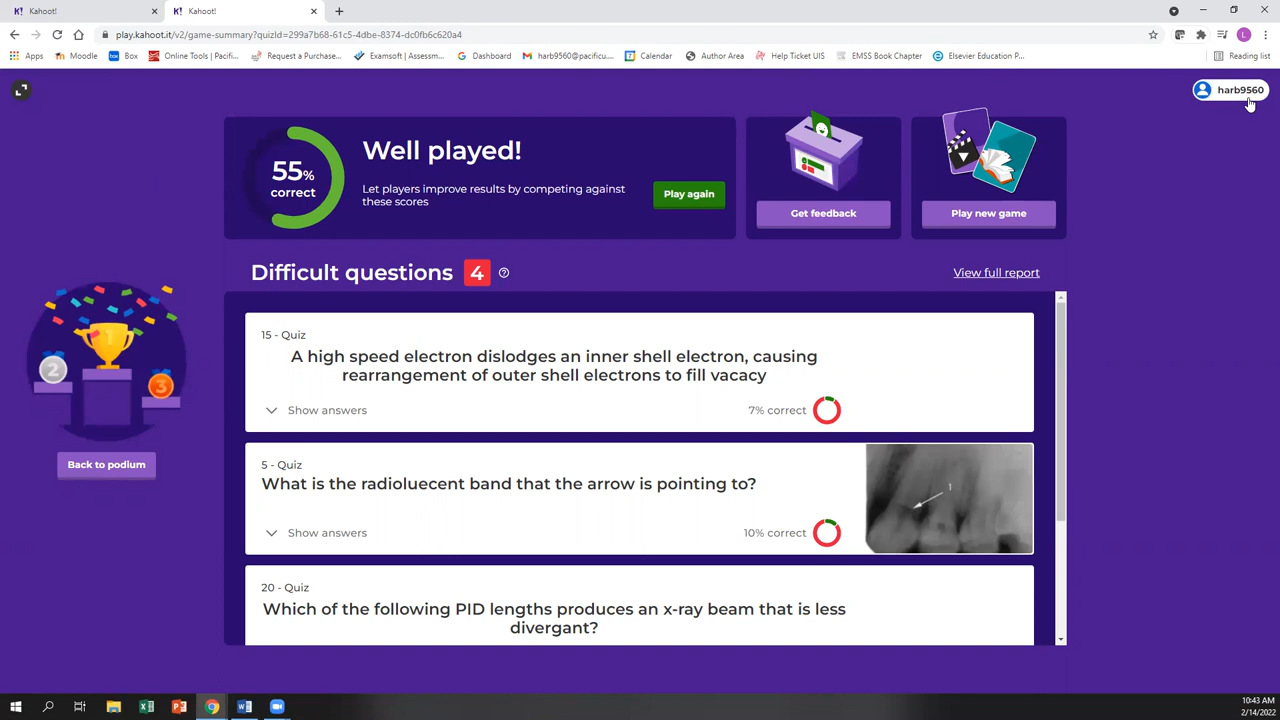 Kahoot!
Kahoot!
play.kahoot.it/v2/game-summary?quizId=299a7b68-61c5-4dbe-8374-dc0fb6c620a4
L
Apps
Moodle
Box
Online Tools | Pacifi...
Request a Purchase...
Examsoft | Assessm...
Dashboard
harb9560@pacificu...
Calendar
Author Area
Help Ticket UIS
EMSS Book Chapter
Elsevier Education P...
Reading list
harb9560
55%
correct
Well played!
Let players improve results by competing against
these scores
Play again
Get feedback
Play new game
Difficult questions 4
View full report
15 - Quiz
A high speed electron dislodges an inner shell electron, causing
rearrangement of outer shell electrons to fill vacacy
Show answers
7% correct
1
2
3
Back to podium
5 - Quiz
What is the radioluecent band that the arrow is pointing to?
1
Show answers
10% correct
20 - Quiz
Which of the following PID lengths produces an x-ray beam that is less
divergant?
10:43 AM
2/14/2022